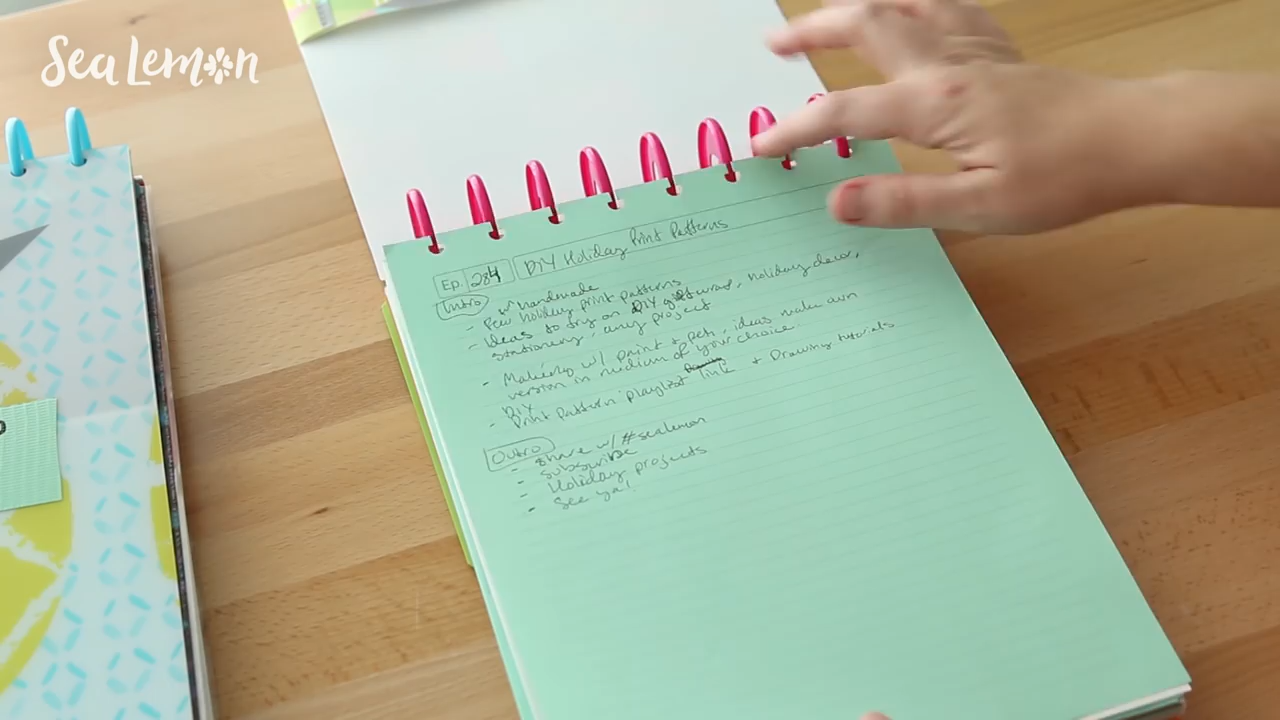 Sea Lemon
Ep. 284 DIY Holiday Print Patterns
Intro
w/ handmade
- Few holiday print patterns
- Ideas to try on DIY giftwrap, holiday decor,
stationery, any project
- Making w/ paint & pen, ideas make own
version in medium of your choice
DIY
- Print pattern playlist link + Drawing tutorials
Outro
- share w/ #sealemon
- subscribe
- Holiday projects
- See ya!